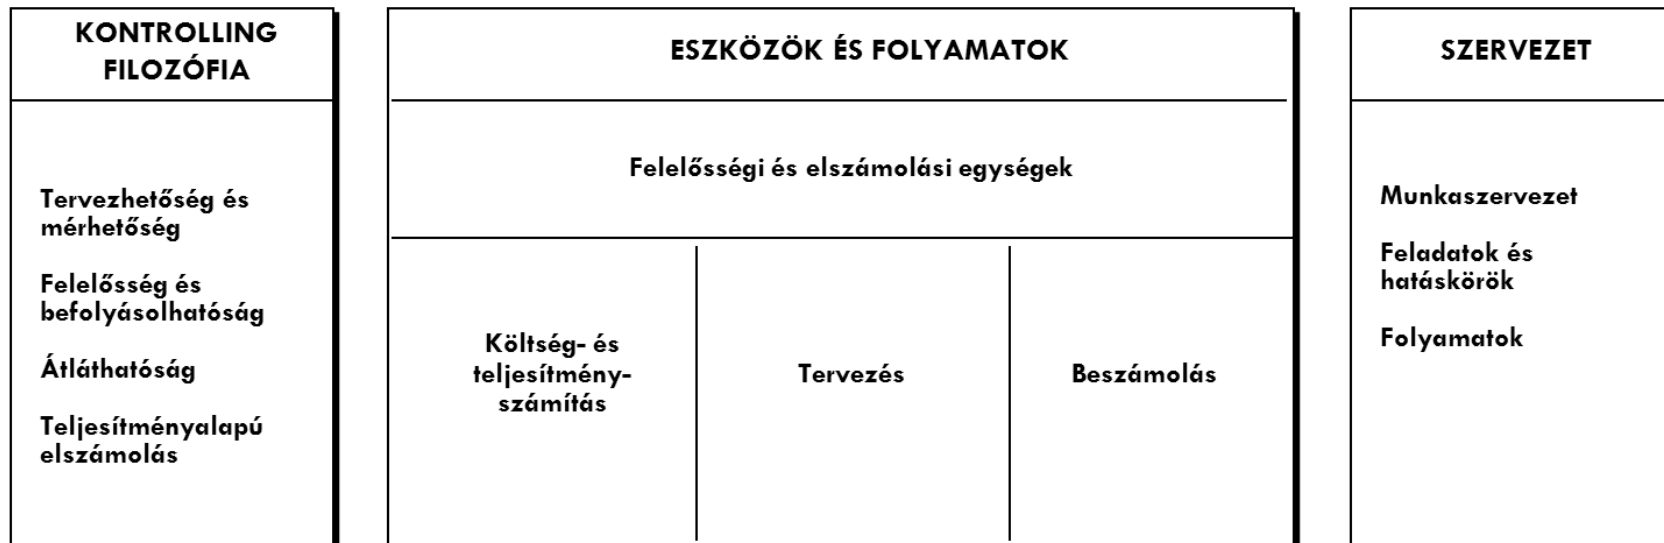 KONTROLLING
FILOZÓFIA
Tervezhetőség és
mérhetőség
Felelősség és
befolyásolhatóság
Átláthatóság
Teljesítményalapú
elszámolás
ESZKÖZÖK ÉS FOLYAMATOK
Felelősségi és elszámolási egységek
Költség- és
teljesítmény-
számítás
Tervezés
Beszámolás
SZERVEZET
Munkaszervezet
Feladatok és
hatáskörök
Folyamatok